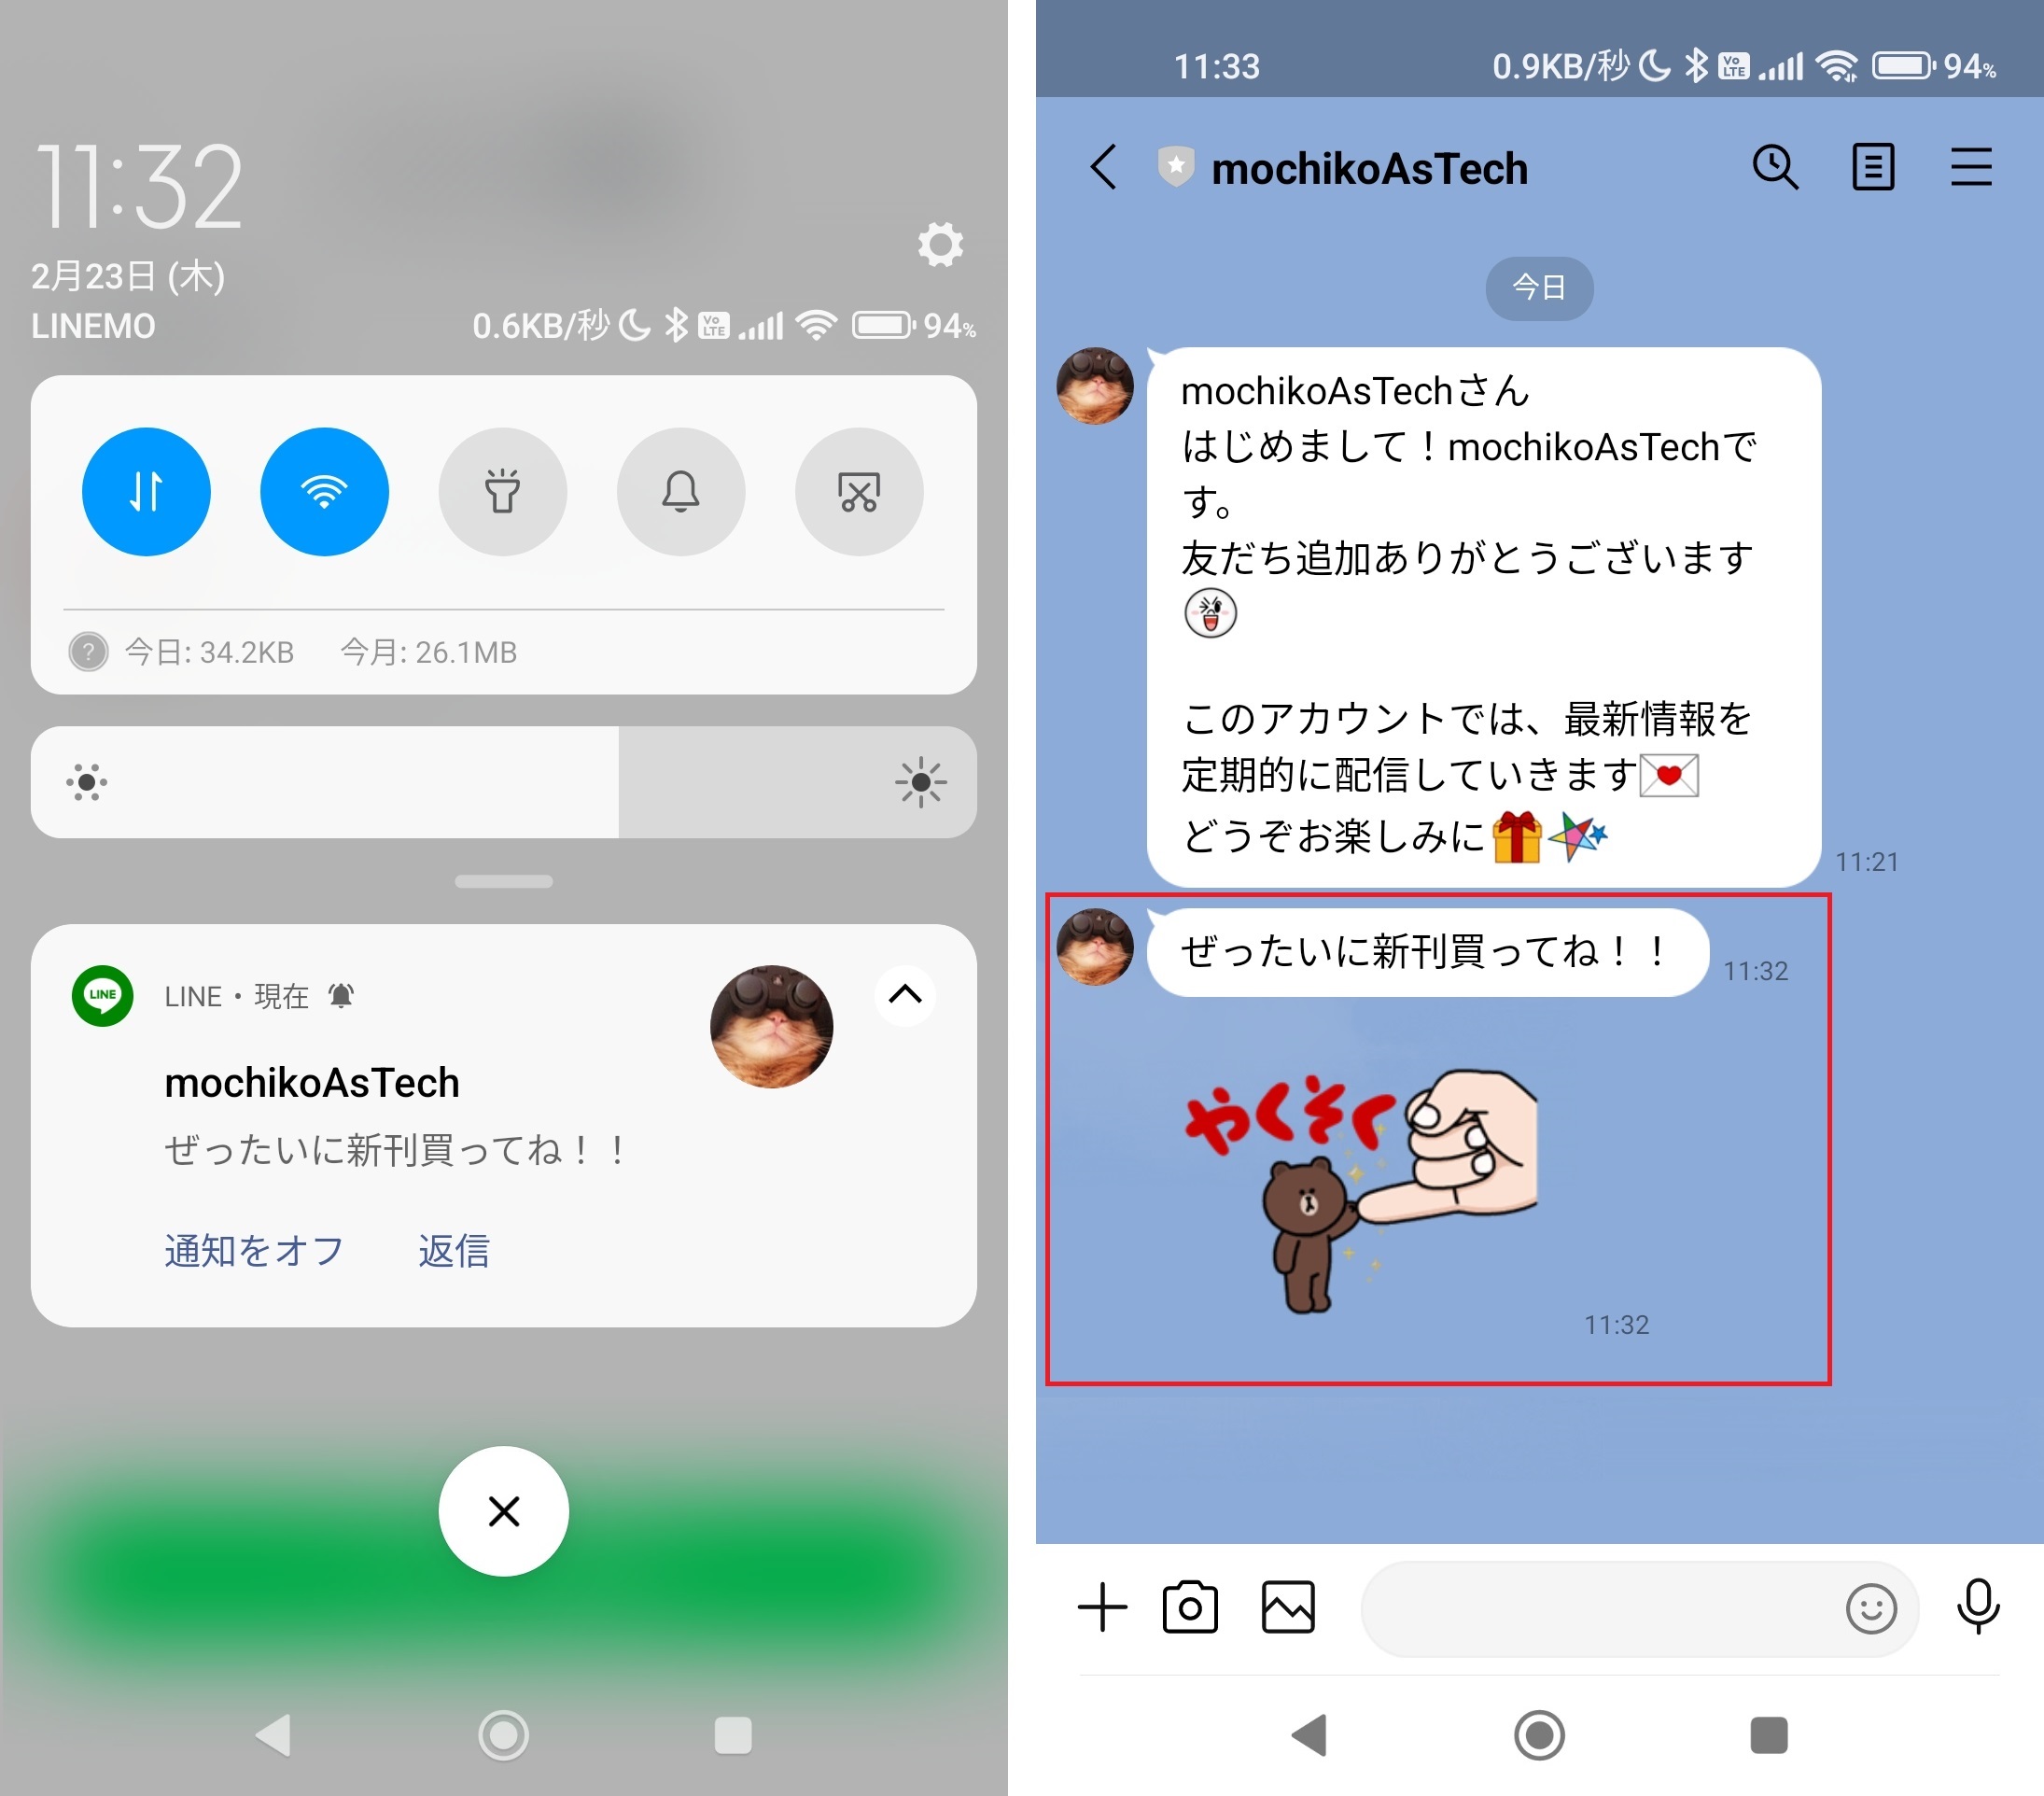 11:32
2月23日 (木)
LINEMO
0.6KB/秒 Vo LTE 94%
今日: 34.2KB 今月: 26.1MB
LINE
LINE・現在
mochikoAsTech
ぜったいに新刊買ってね！！
通知をオフ 返信
11:33 0.9KB/秒 Vo LTE 94%
mochikoAsTech
今日
mochikoAsTechさん
はじめまして！mochikoAsTechで
す。
友だち追加ありがとうございます
このアカウントでは、最新情報を
定期的に配信していきます
どうぞお楽しみに
11:21
ぜったいに新刊買ってね！！
11:32
やくそく
11:32